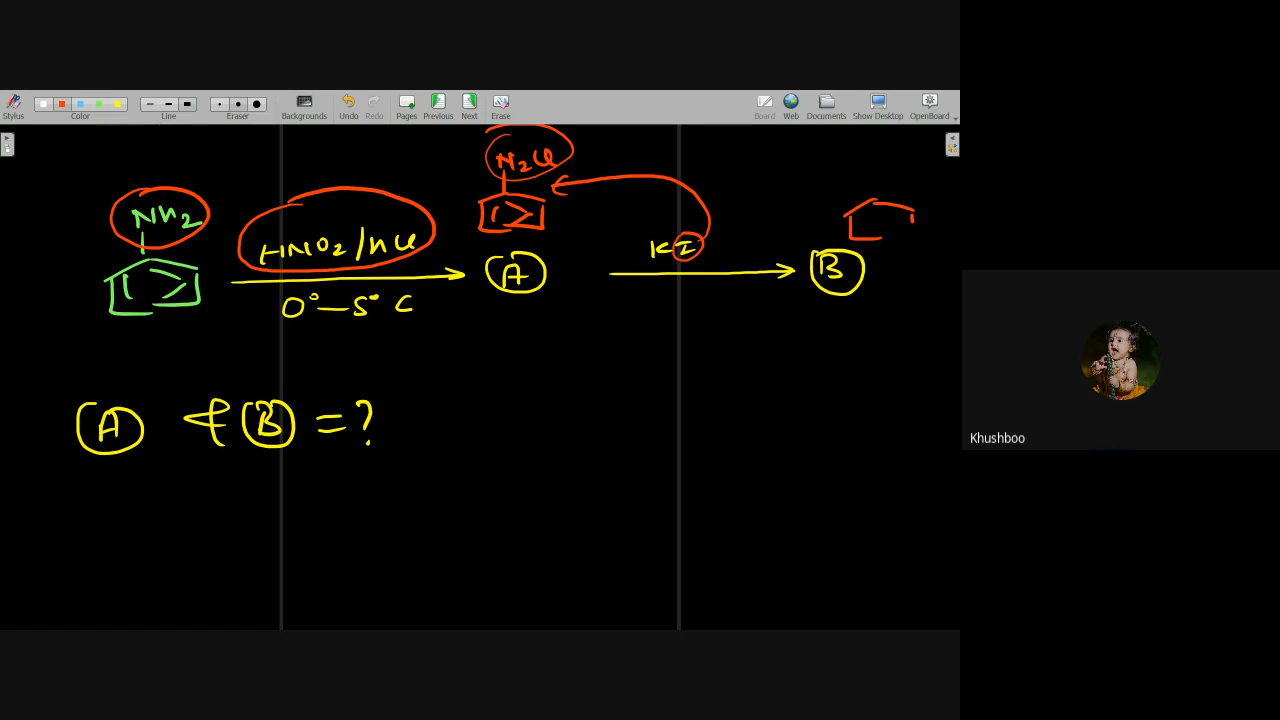 Stylus
Color
Line
Eraser
Backgrounds
Undo
Redo
Pages
Previous
Next
Erase
Board
Web
Documents
Show Desktop
OpenBoard
N2Cl
NH2
HNO2/HCl
KI
A
B
0°—5° C
A & B = ?
Khushboo